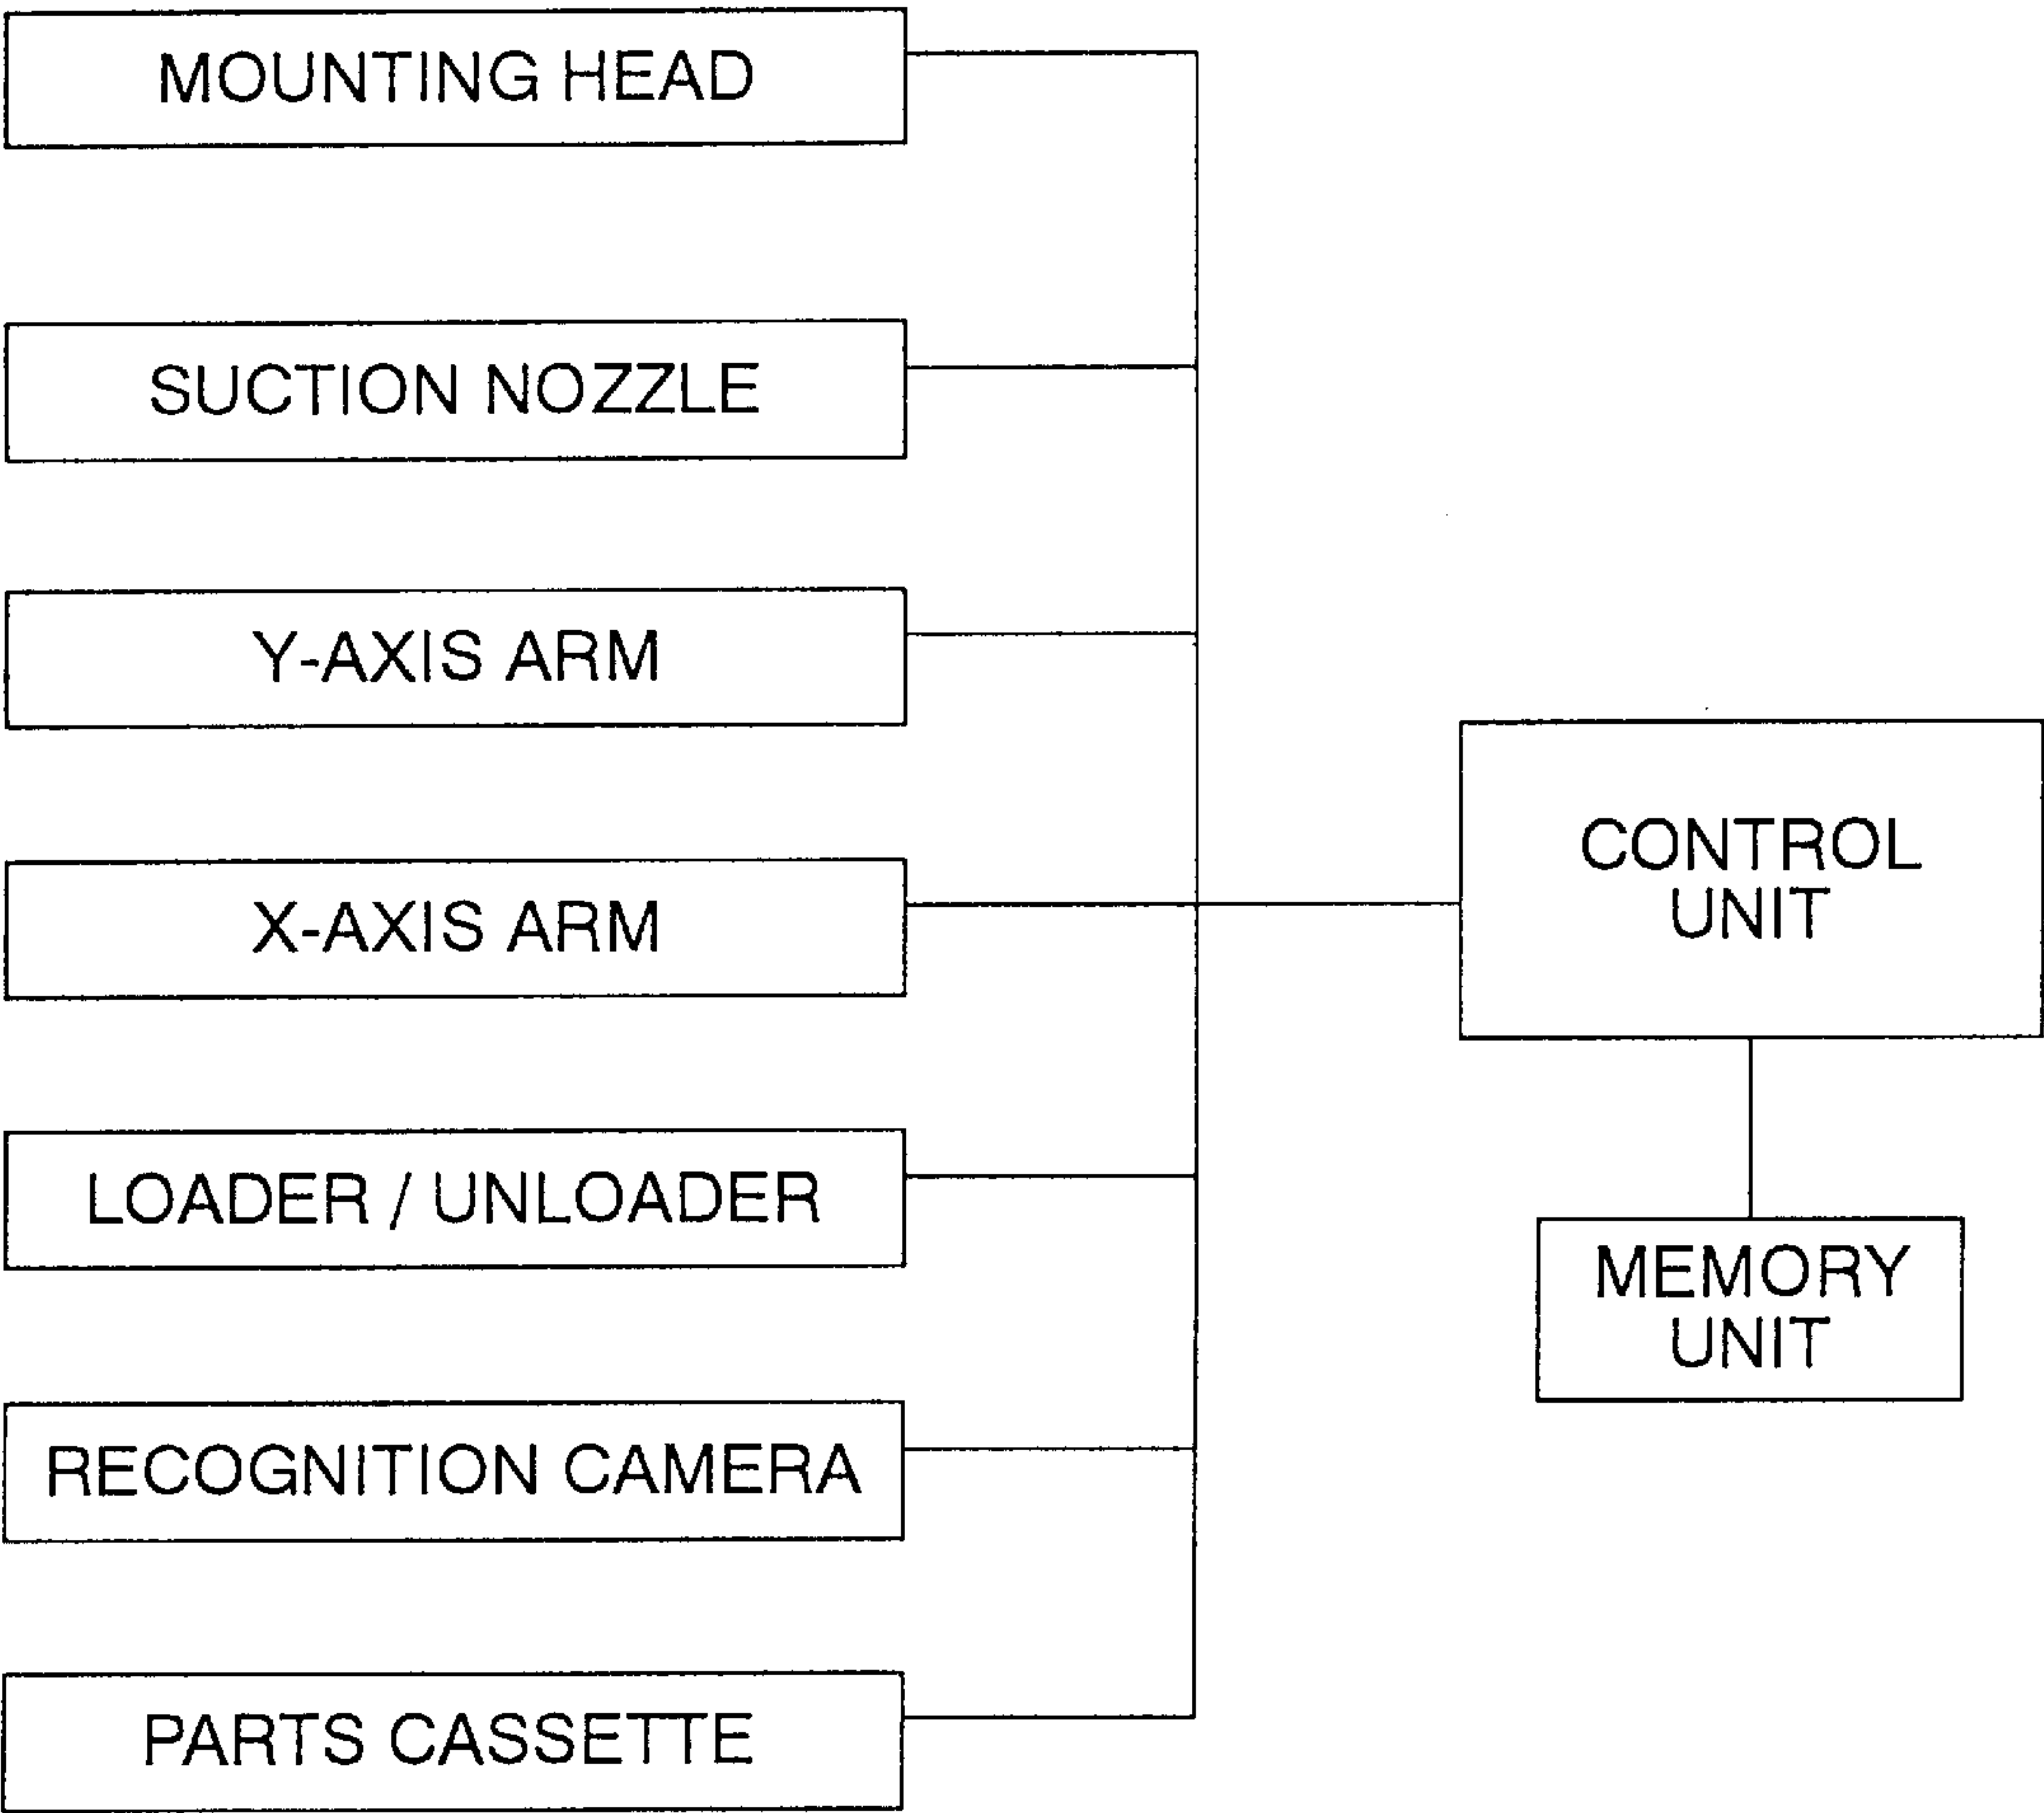 MOUNTING HEAD
SUCTION NOZZLE
Y-AXIS ARM
X-AXIS ARM
LOADER / UNLOADER
RECOGNITION CAMERA
PARTS CASSETTE
CONTROL
UNIT
MEMORY
UNIT